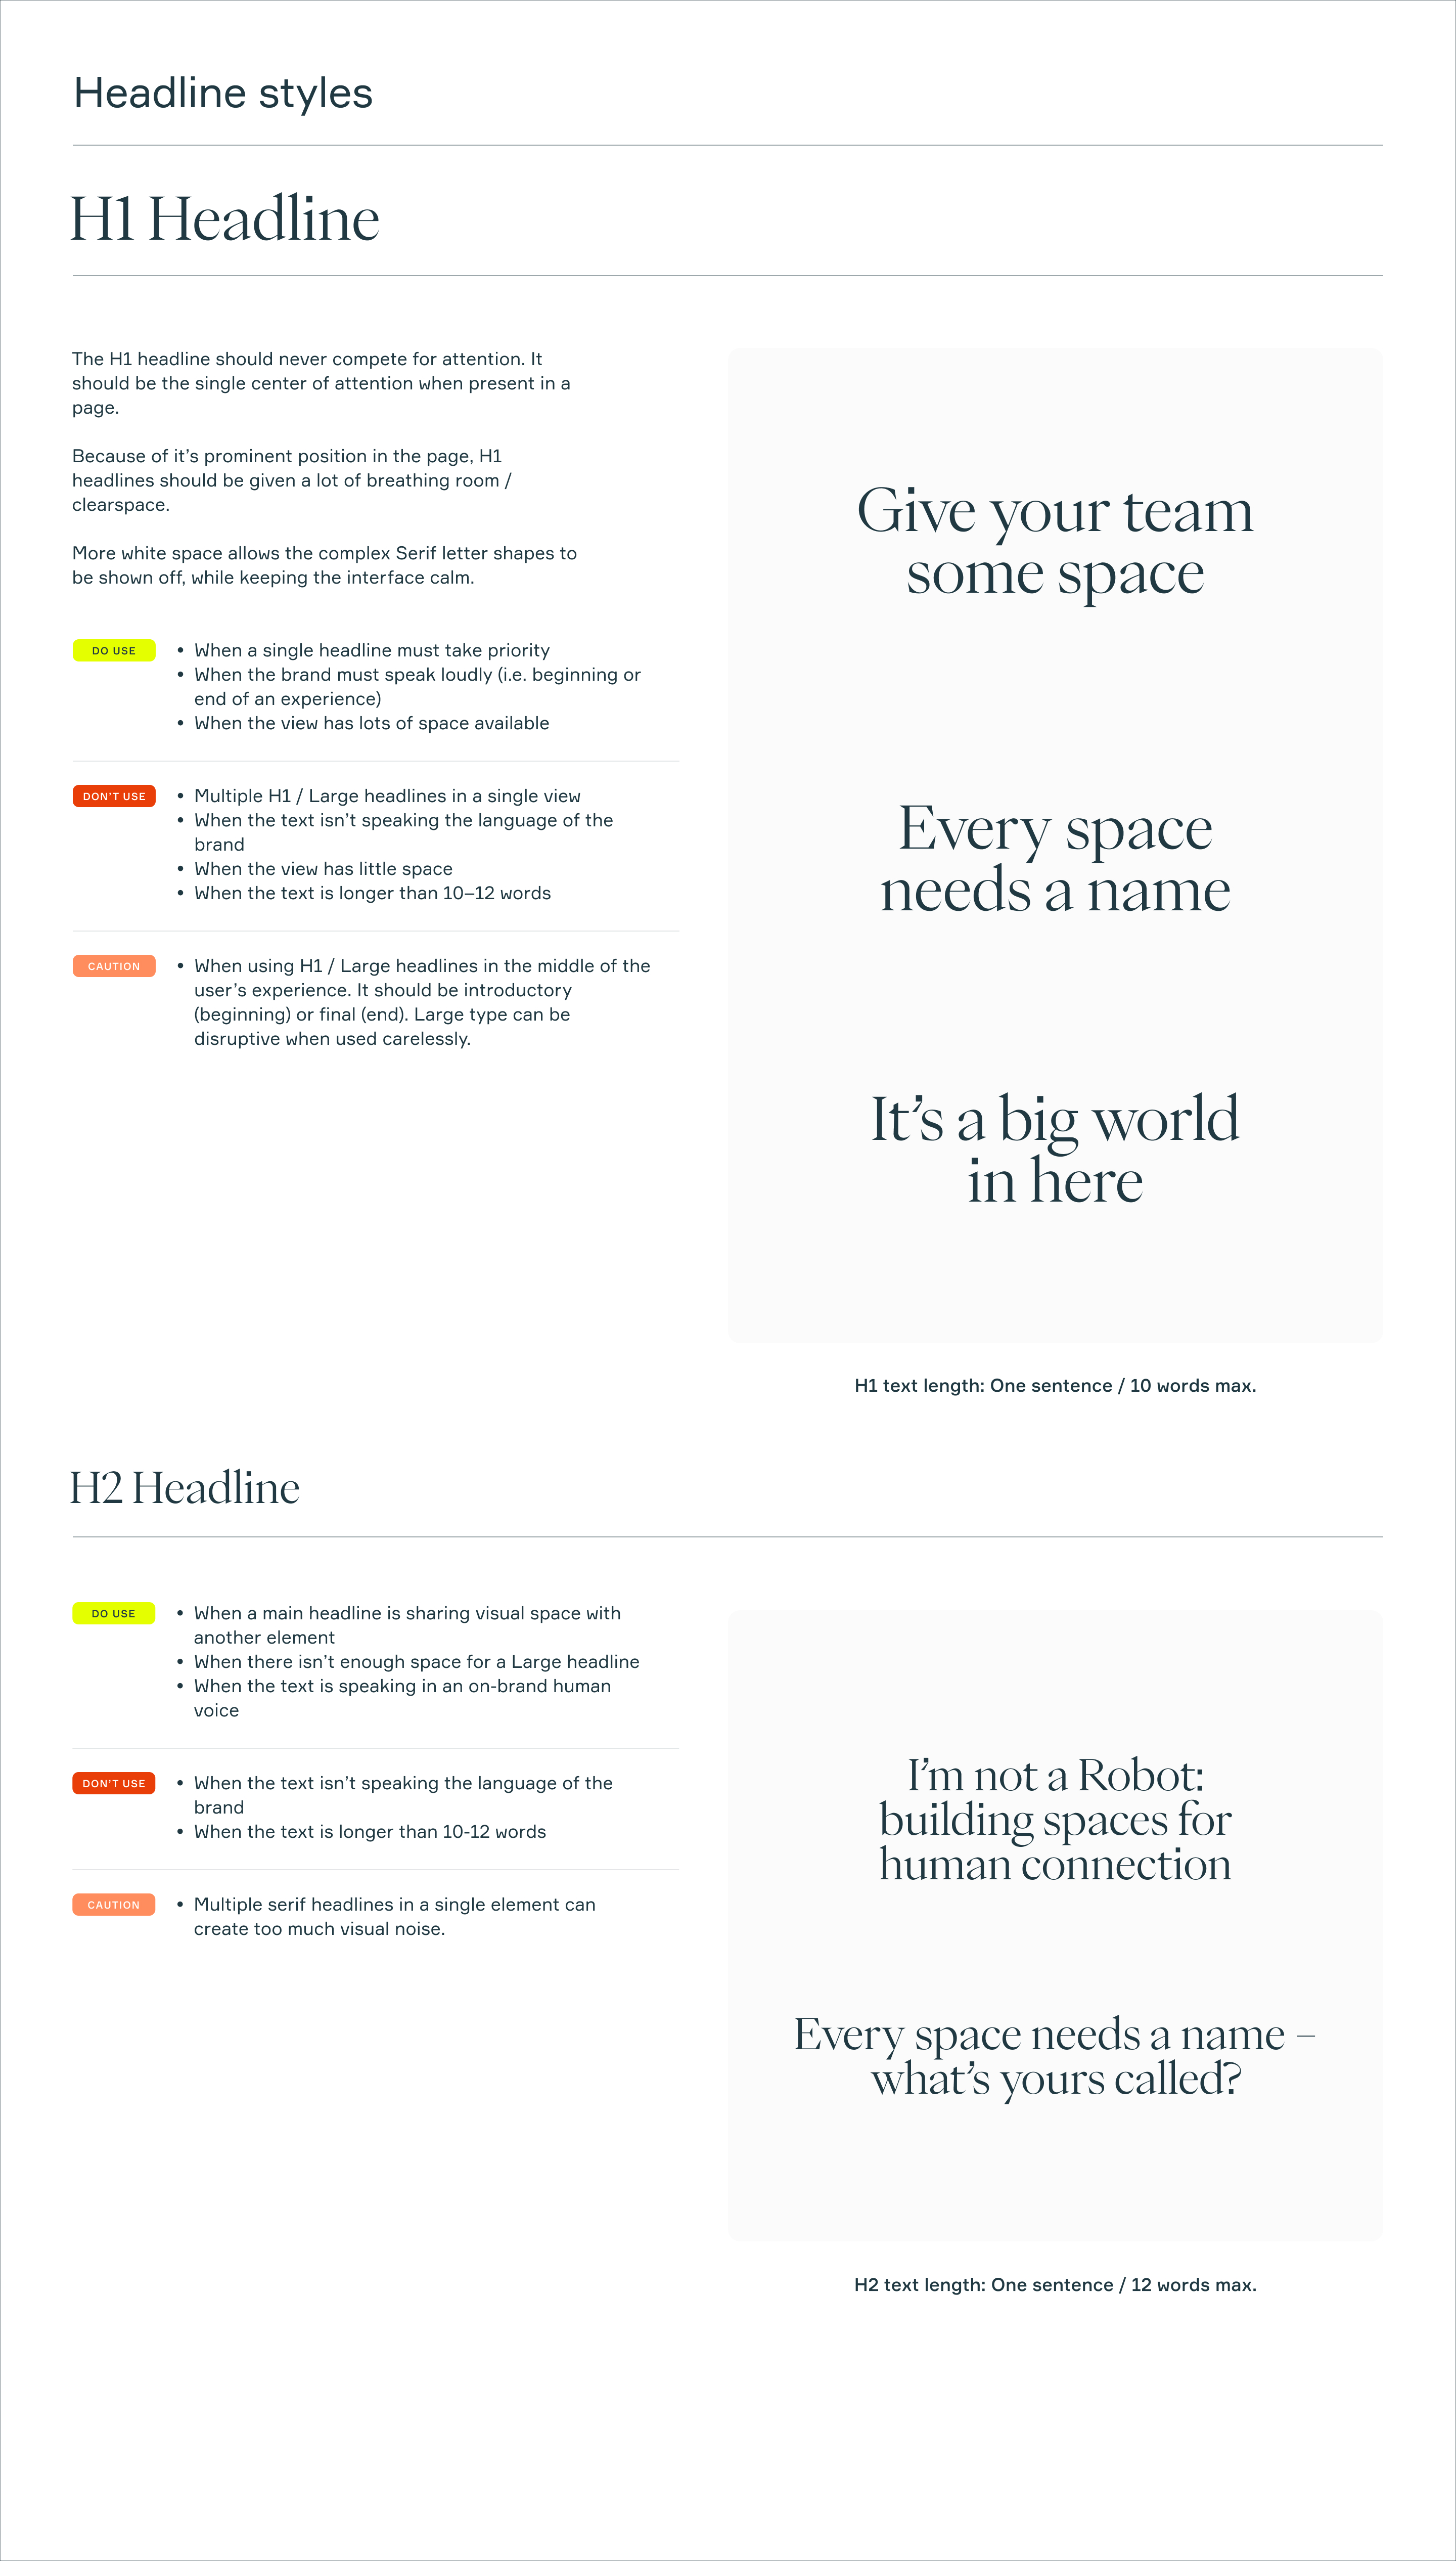 Headline styles
H1 Headline
The H1 headline should never compete for attention. It
should be the single center of attention when present in a
page.
Because of it’s prominent position in the page, H1
headlines should be given a lot of breathing room /
clearspace.
More white space allows the complex Serif letter shapes to
be shown off, while keeping the interface calm.
DO USE
• When a single headline must take priority
• When the brand must speak loudly (i.e. beginning or
end of an experience)
• When the view has lots of space available
DON’T USE
• Multiple H1 / Large headlines in a single view
• When the text isn’t speaking the language of the
brand
• When the view has little space
• When the text is longer than 10–12 words
CAUTION
• When using H1 / Large headlines in the middle of the
user’s experience. It should be introductory
(beginning) or final (end). Large type can be
disruptive when used carelessly.
Give your team
some space
Every space
needs a name
It’s a big world
in here
H1 text length: One sentence / 10 words max.
H2 Headline
DO USE
• When a main headline is sharing visual space with
another element
• When there isn’t enough space for a Large headline
• When the text is speaking in an on-brand human
voice
DON’T USE
• When the text isn’t speaking the language of the
brand
• When the text is longer than 10-12 words
CAUTION
• Multiple serif headlines in a single element can
create too much visual noise.
I’m not a Robot:
building spaces for
human connection
Every space needs a name –
what’s yours called?
H2 text length: One sentence / 12 words max.